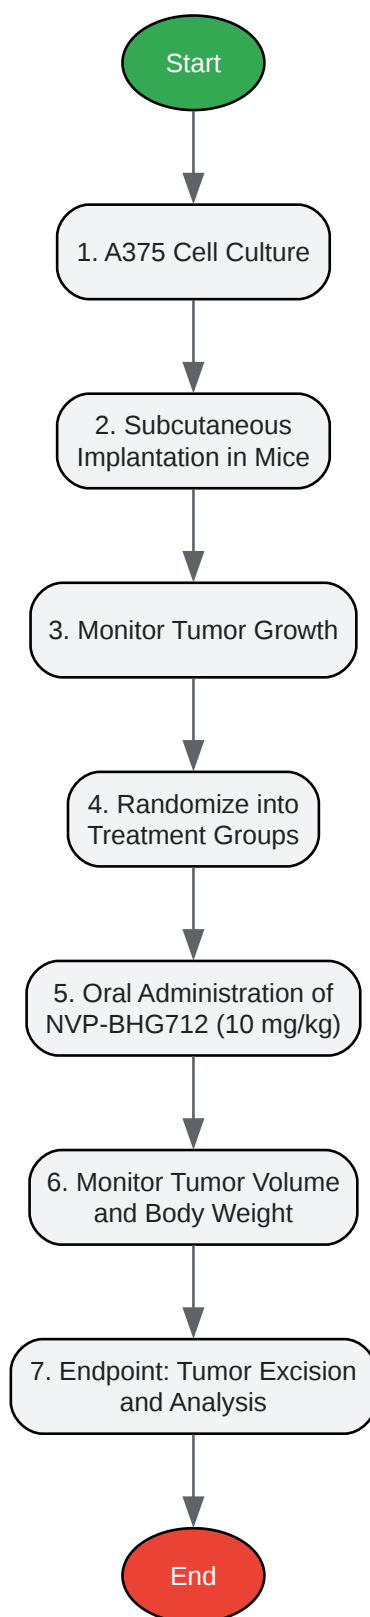 Start
1. A375 Cell Culture
2. Subcutaneous
Implantation in Mice
3. Monitor Tumor Growth
4. Randomize into
Treatment Groups
5. Oral Administration of
NVP-BHG712 (10 mg/kg)
6. Monitor Tumor Volume
and Body Weight
7. Endpoint: Tumor Excision
and Analysis
End